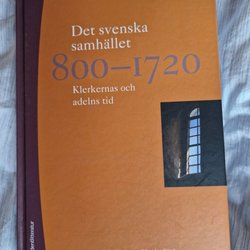 Det svenska
samhället
800–1720
Klerkernas och
adelns tid